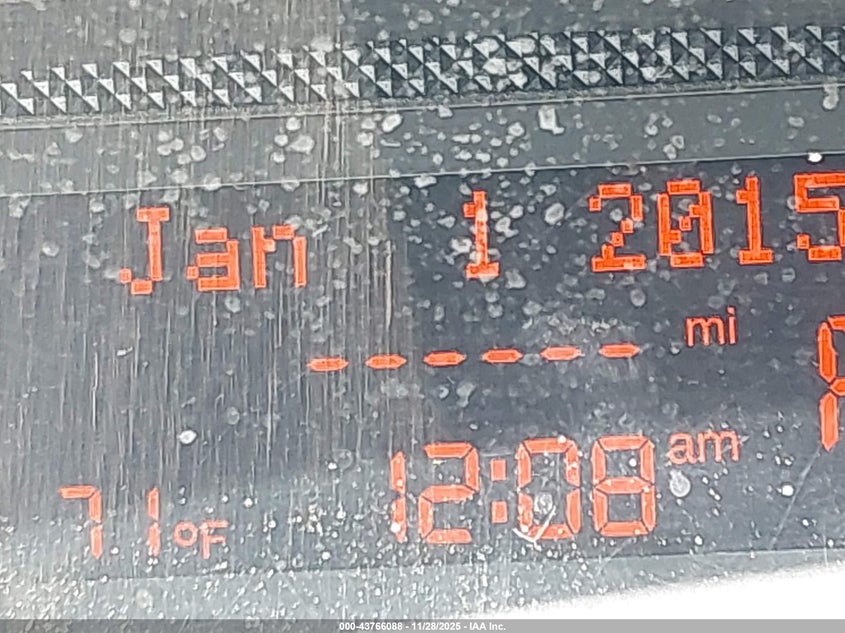 Jan 1 2015
------ mi
P
12:08 am
71°F
000-43766088 - 11/28/2025 - IAA Inc.